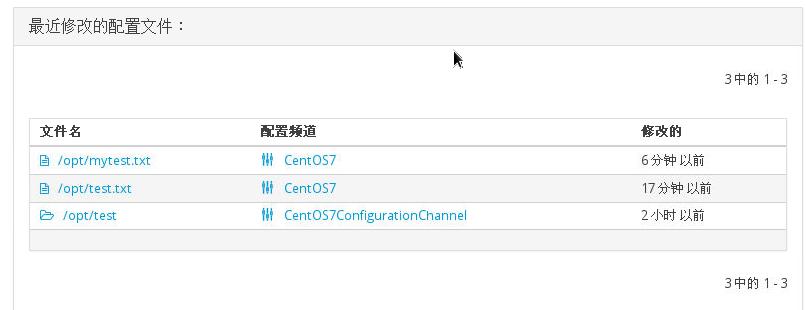 最近修改的配置文件：
3 中的 1 - 3
文件名 配置频道 修改的
/opt/mytest.txt CentOS7 6 分钟 以前
/opt/test.txt CentOS7 17 分钟 以前
/opt/test CentOS7ConfigurationChannel 2 小时 以前
3 中的 1 - 3